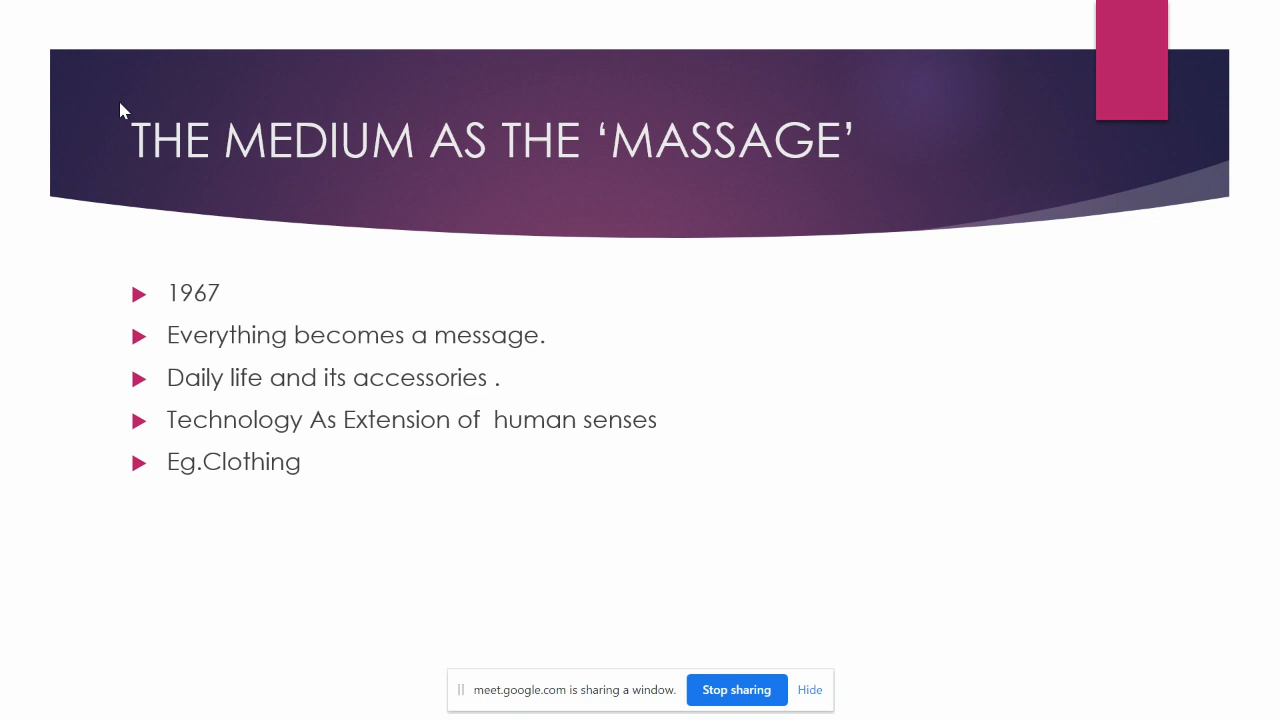 THE MEDIUM AS THE ‘MASSAGE’
1967
Everything becomes a message.
Daily life and its accessories .
Technology As Extension of  human senses
Eg.Clothing
meet.google.com is sharing a window. Stop sharing Hide